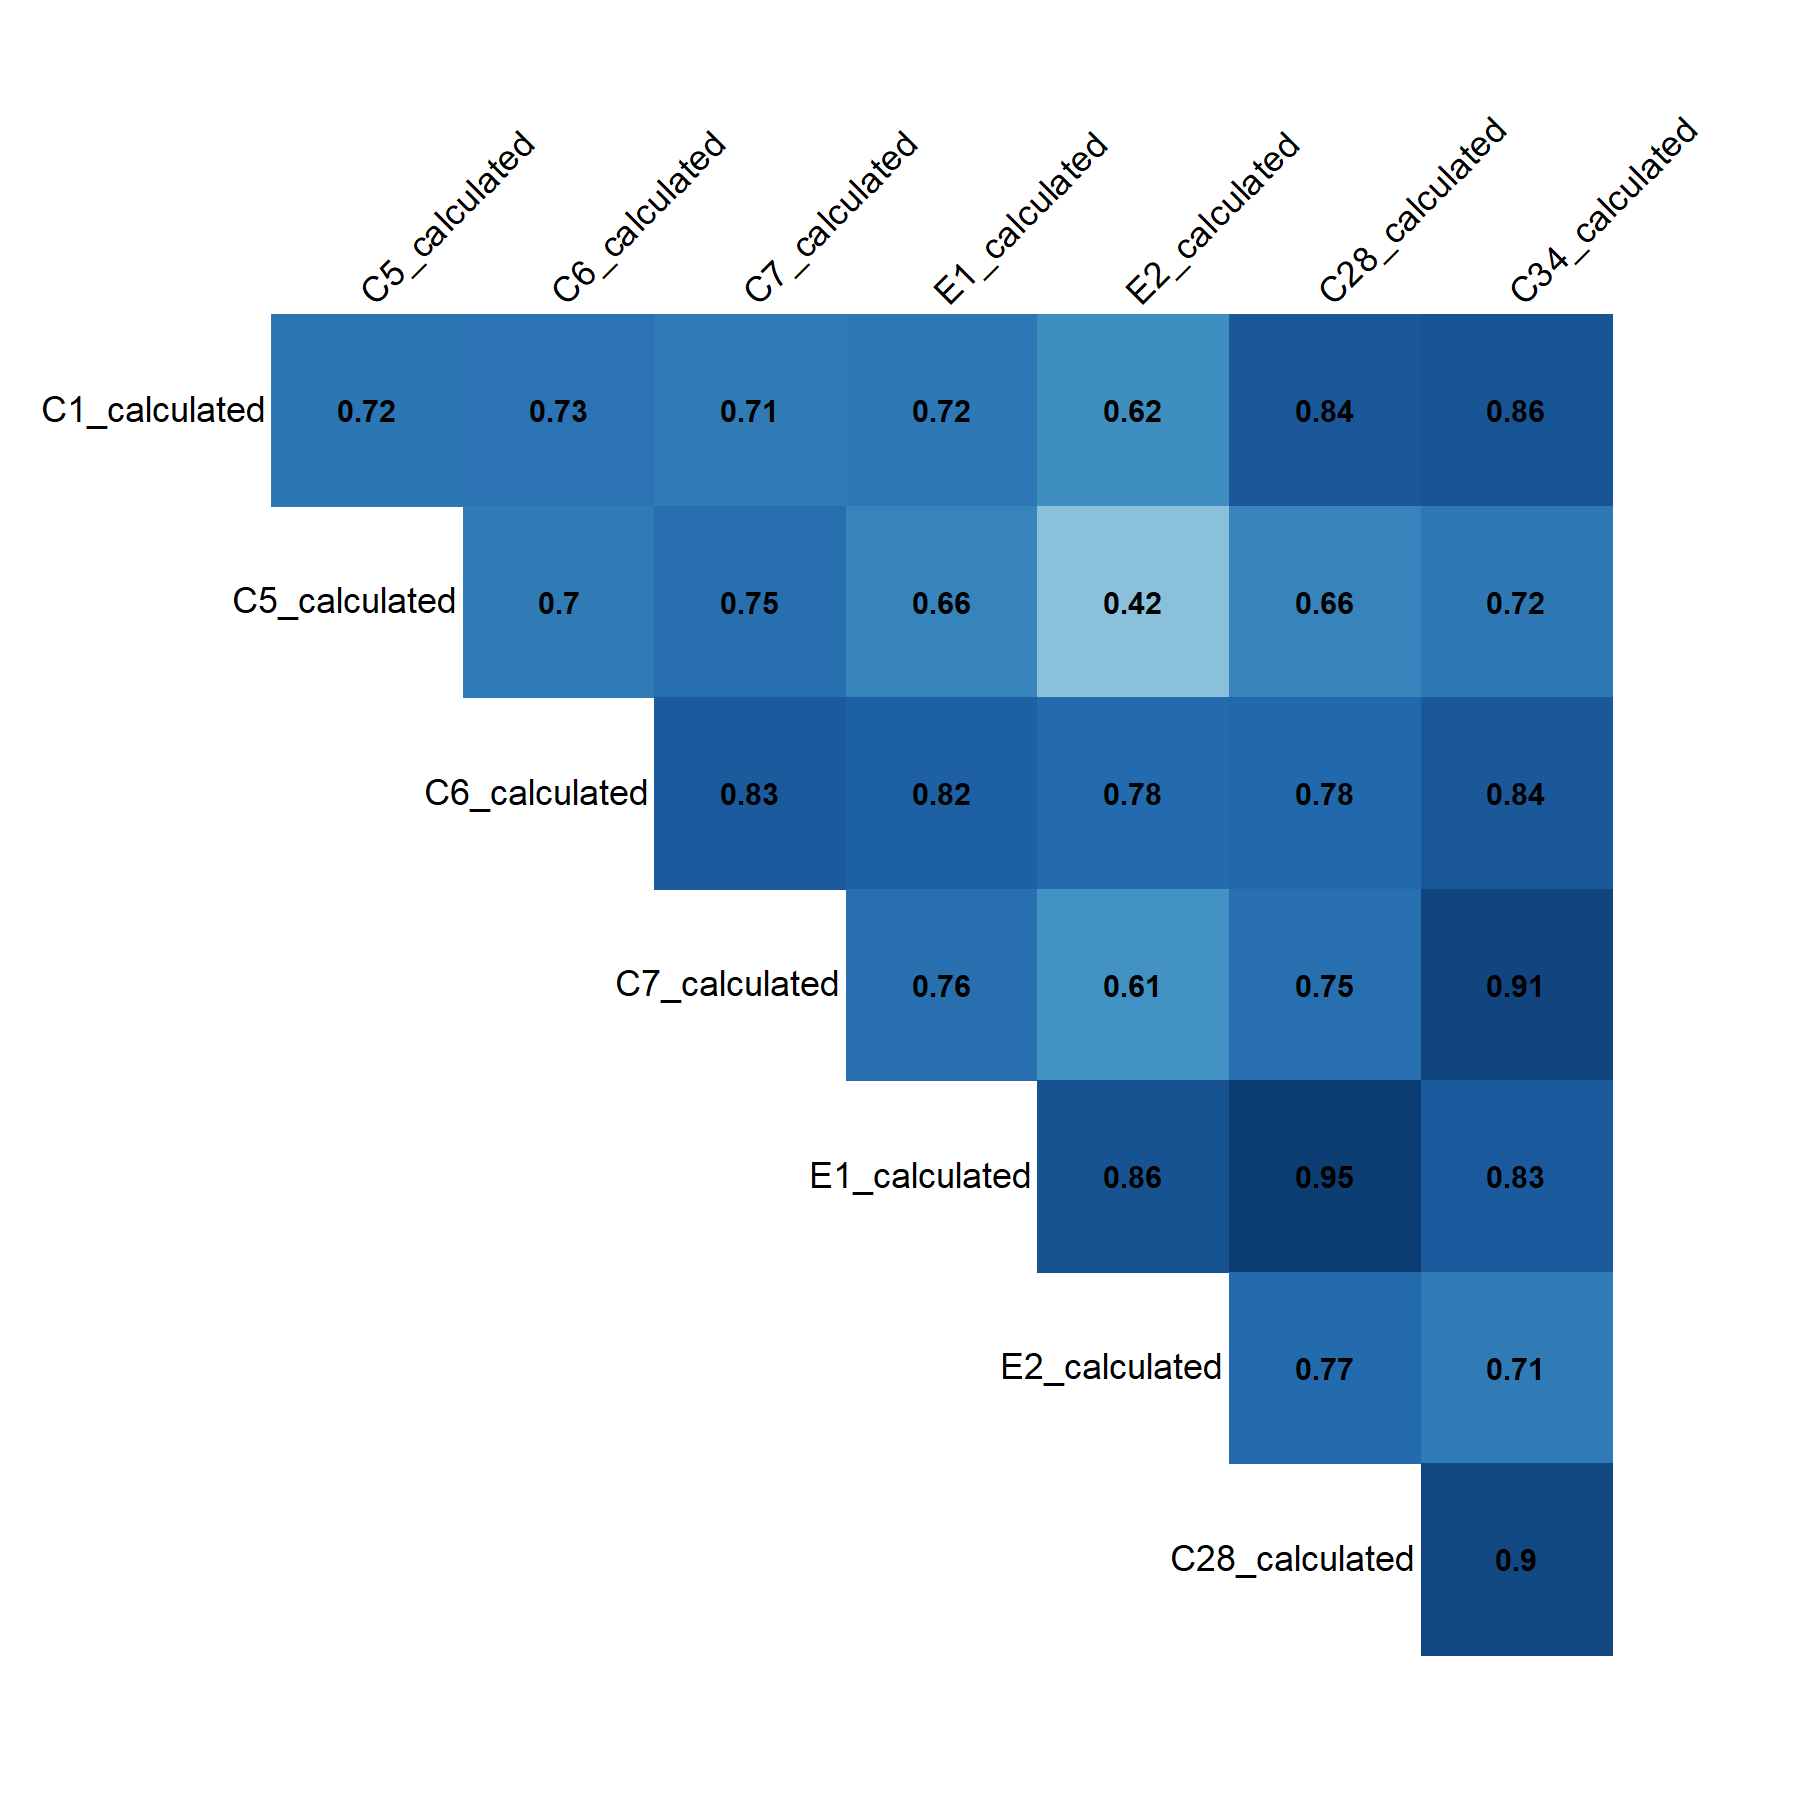 C5_calculated
C6_calculated
C7_calculated
E1_calculated
E2_calculated
C28_calculated
C34_calculated
C1_calculated 0.72 0.73 0.71 0.72 0.62 0.84 0.86
C5_calculated 0.7 0.75 0.66 0.42 0.66 0.72
C6_calculated 0.83 0.82 0.78 0.78 0.84
C7_calculated 0.76 0.61 0.75 0.91
E1_calculated 0.86 0.95 0.83
E2_calculated 0.77 0.71
C28_calculated 0.9